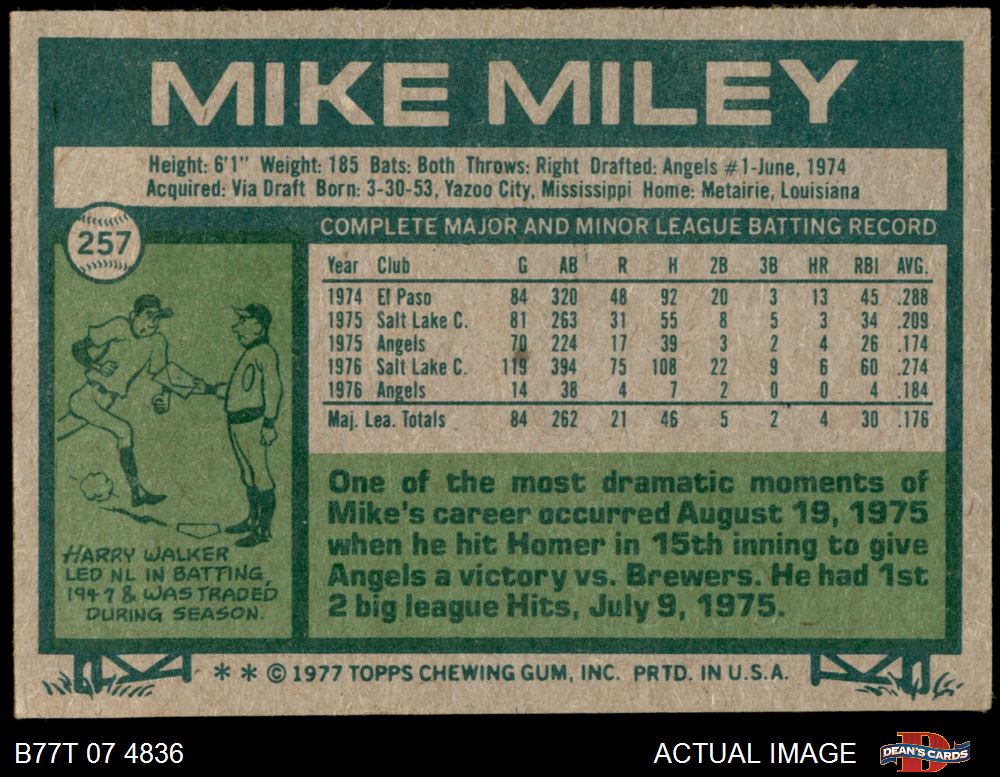 MIKE MILEY
Height: 6'1" Weight: 185 Bats: Both Throws: Right Drafted: Angels #1-June, 1974
Acquired: Via Draft Born: 3-30-53, Yazoo City, Mississippi Home: Metairie, Louisiana
257
COMPLETE MAJOR AND MINOR LEAGUE BATTING RECORD
Year Club G AB R H 2B 3B HR RBI AVG.
1974 El Paso 84 320 48 92 20 3 13 45 .288
1975 Salt Lake C. 81 263 31 55 8 5 3 34 .209
1975 Angels 70 224 17 39 3 2 4 26 .174
1976 Salt Lake C. 119 394 75 108 22 9 6 60 .274
1976 Angels 14 38 4 7 2 0 0 4 .184
Maj. Lea. Totals 84 262 21 46 5 2 4 30 .176
HARRY WALKER
LED NL IN BATTING,
1947 & WAS TRADED
DURING SEASON.
One of the most dramatic moments of
Mike's career occurred August 19, 1975
when he hit Homer in 15th inning to give
Angels a victory vs. Brewers. He had 1st
2 big league Hits, July 9, 1975.
** © 1977 TOPPS CHEWING GUM, INC. PRTD. IN U.S.A.
B77T 07 4836
ACTUAL IMAGE
D
DEAN'S CARDS